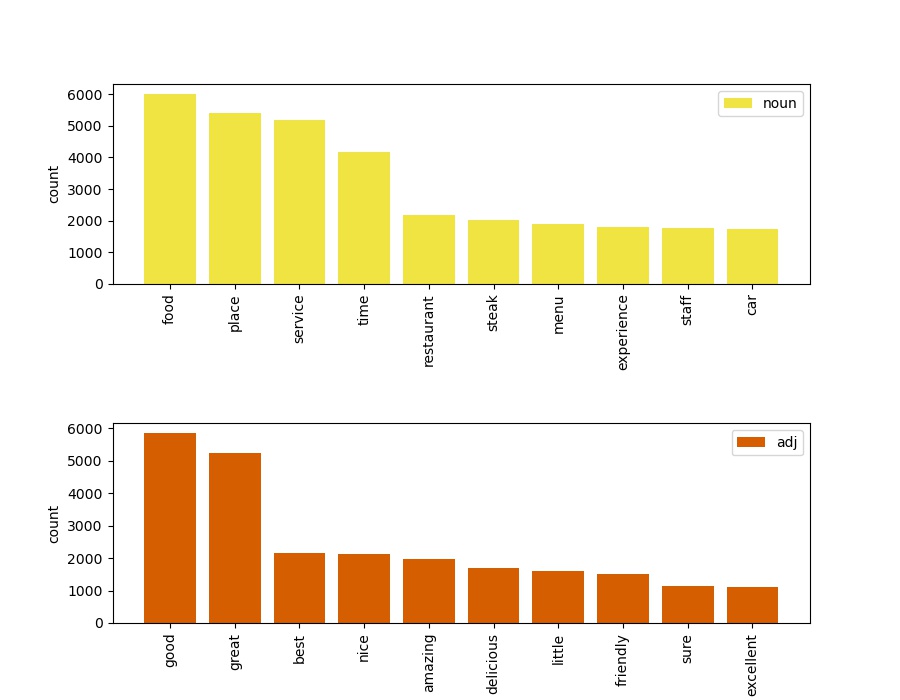 6000
5000
4000
3000
2000
1000
0
count
noun
food
place
service
time
restaurant
steak
menu
experience
staff
car
6000
5000
4000
3000
2000
1000
0
count
adj
good
great
best
nice
amazing
delicious
little
friendly
sure
excellent